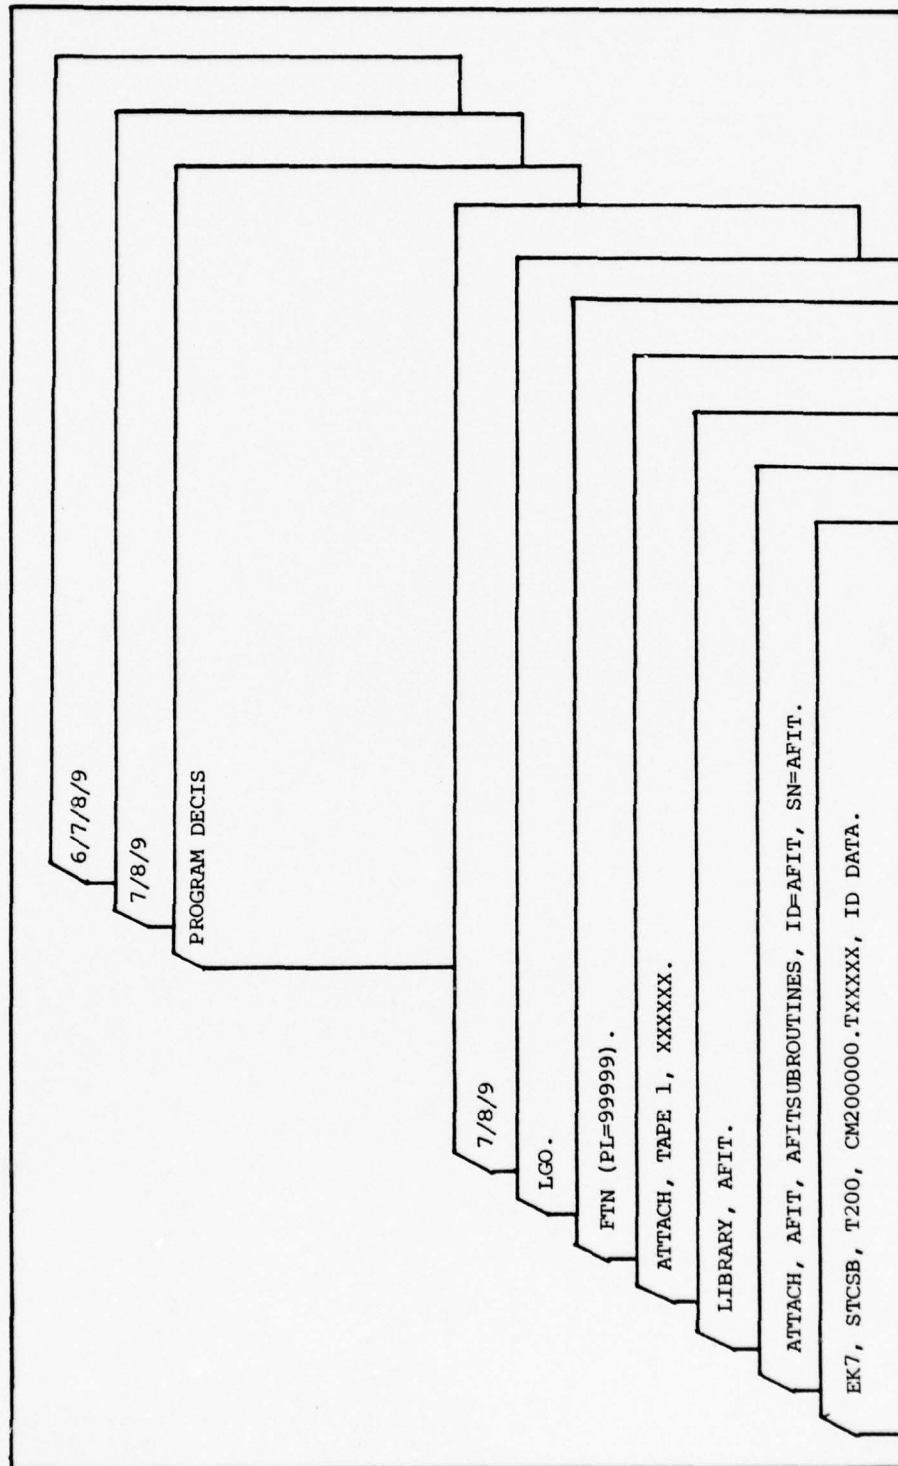 6/7/8/9
7/8/9
PROGRAM DECIS
7/8/9
LGO.
FTN (PL=99999).
ATTACH, TAPE 1, XXXXXX.
LIBRARY, AFIT.
ATTACH, AFIT, AFITSUBROUTINES, ID=AFIT, SN=AFIT.
EK7, STCSB, T200, CM200000.TXXXXX, ID DATA.